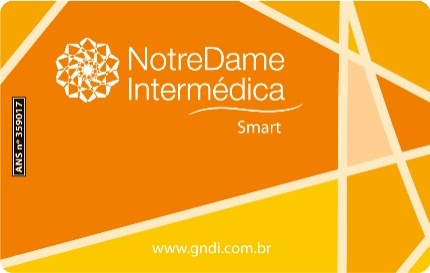 NotreDame
Intermédica
Smart
ANS nº 359017
www.gndi.com.br